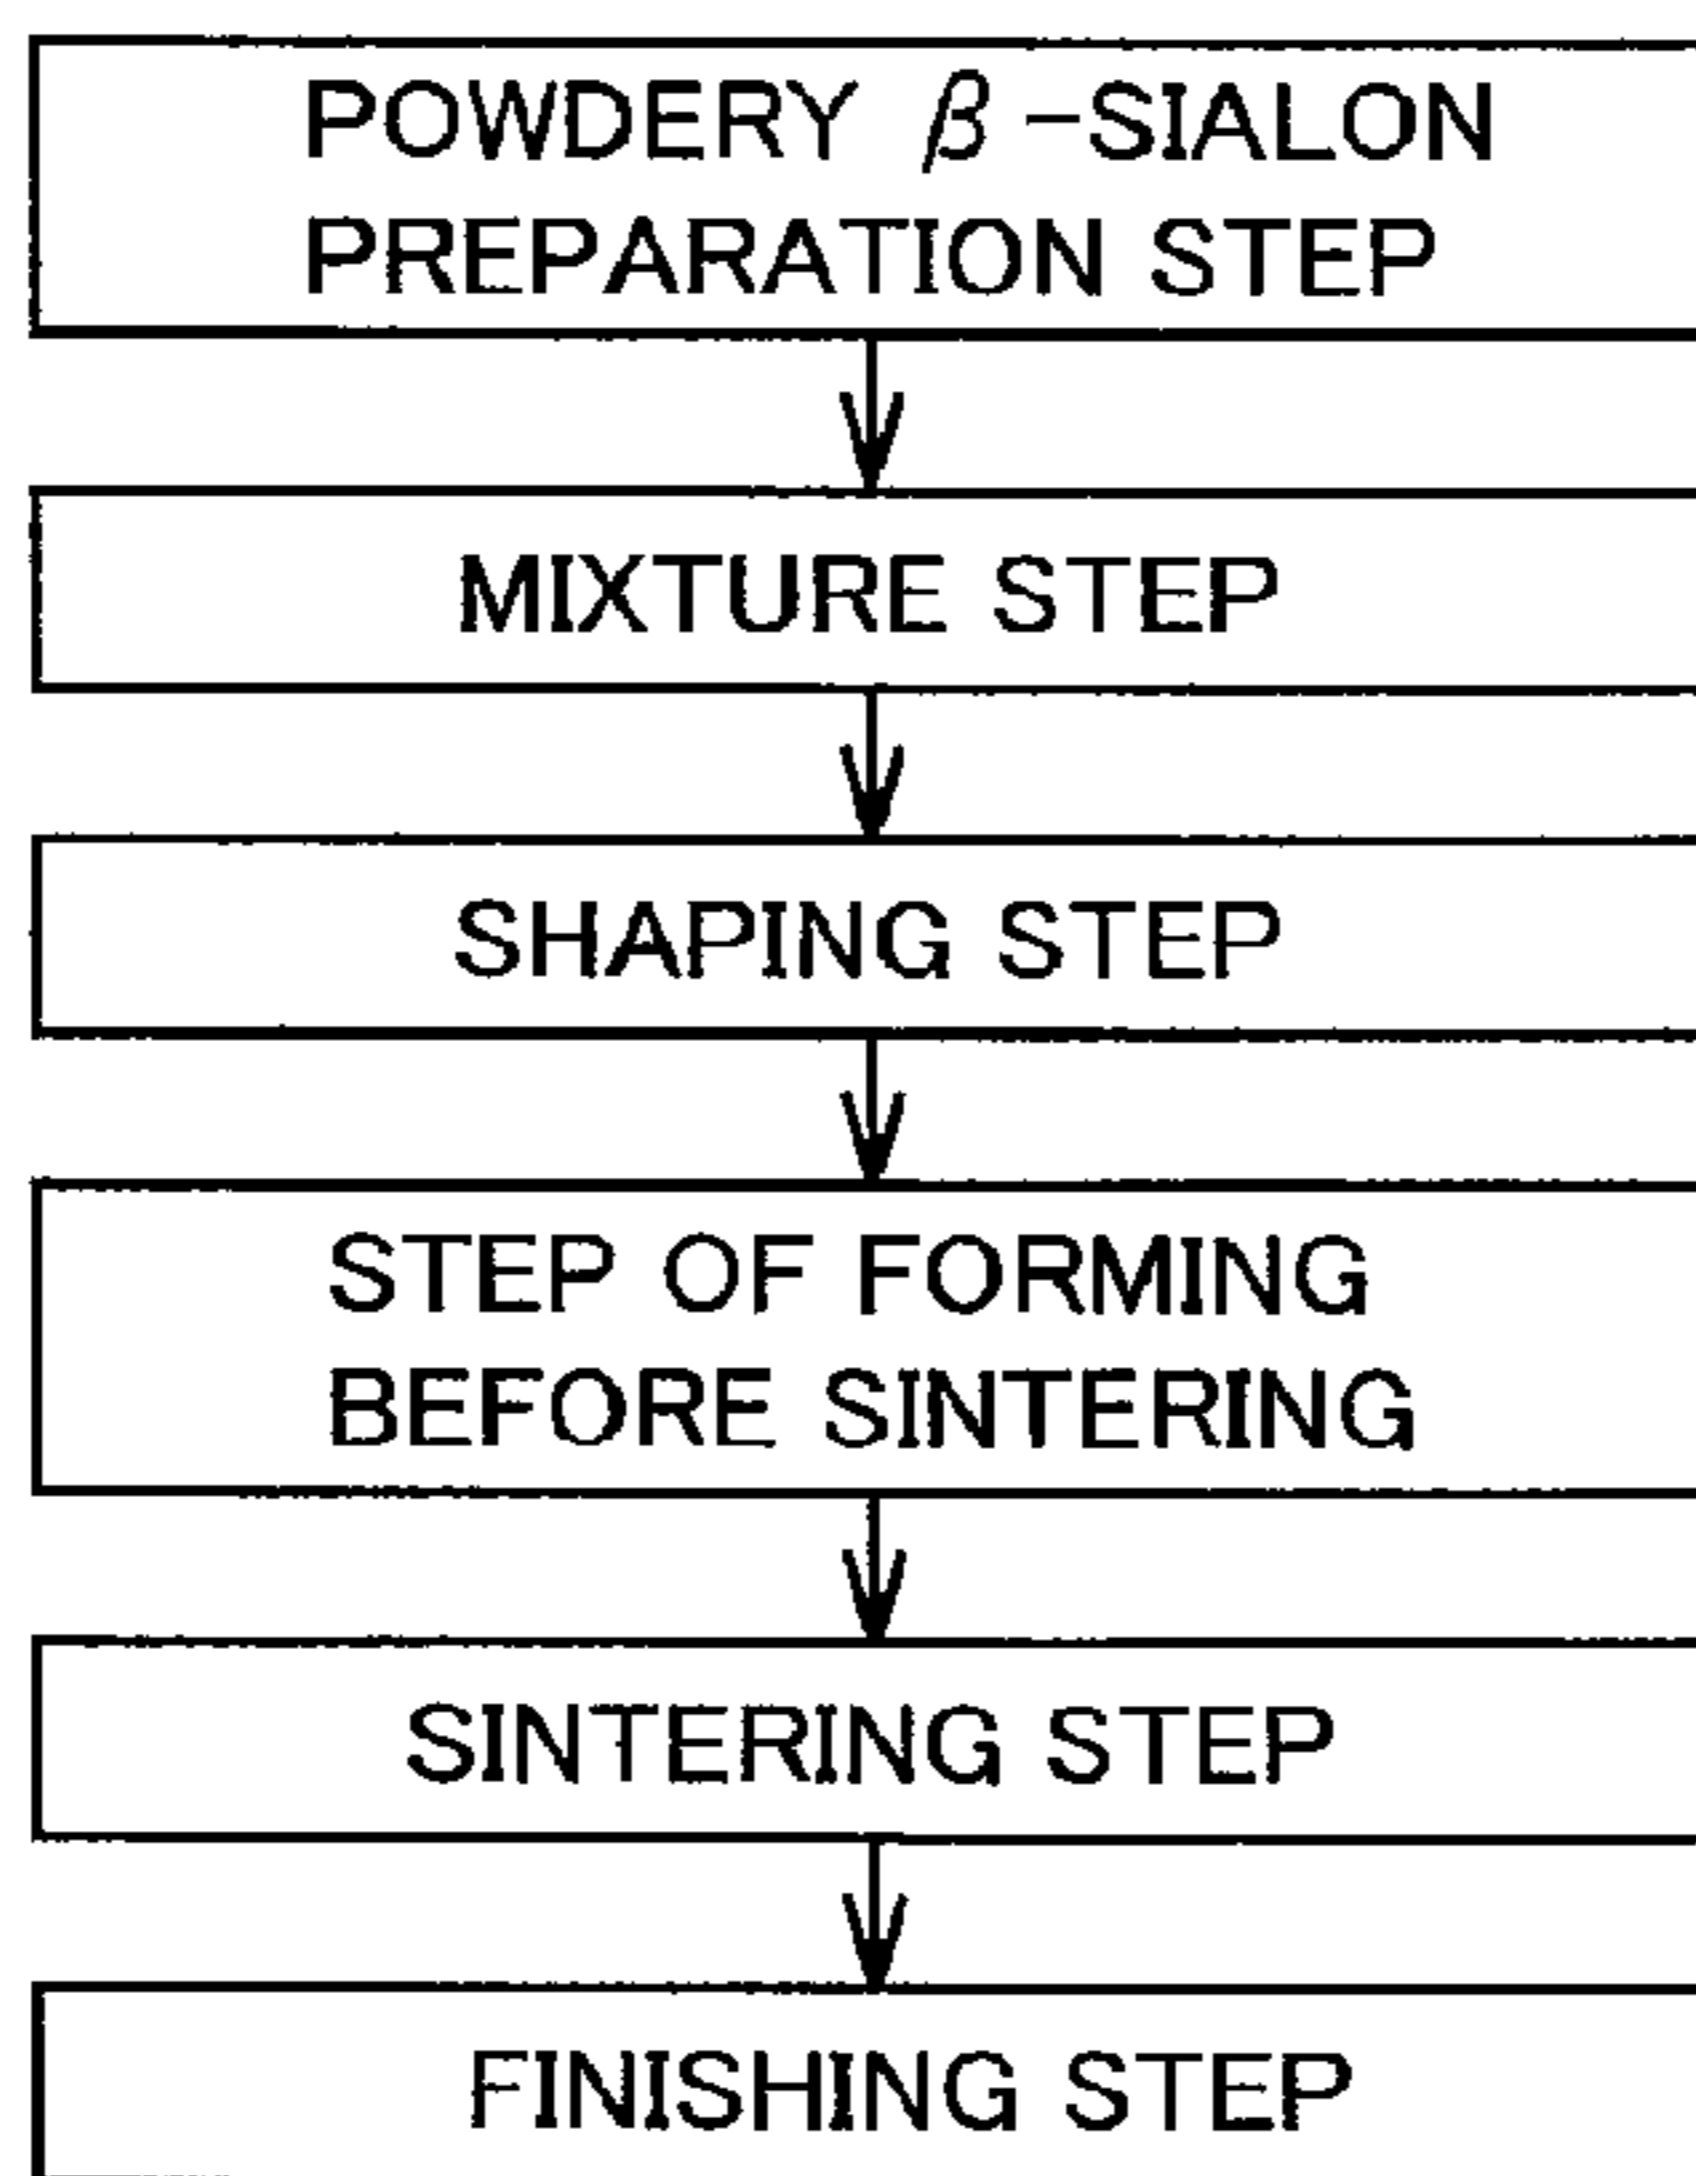 POWDERY β-SIALON
PREPARATION STEP
MIXTURE STEP
SHAPING STEP
STEP OF FORMING
BEFORE SINTERING
SINTERING STEP
FINISHING STEP